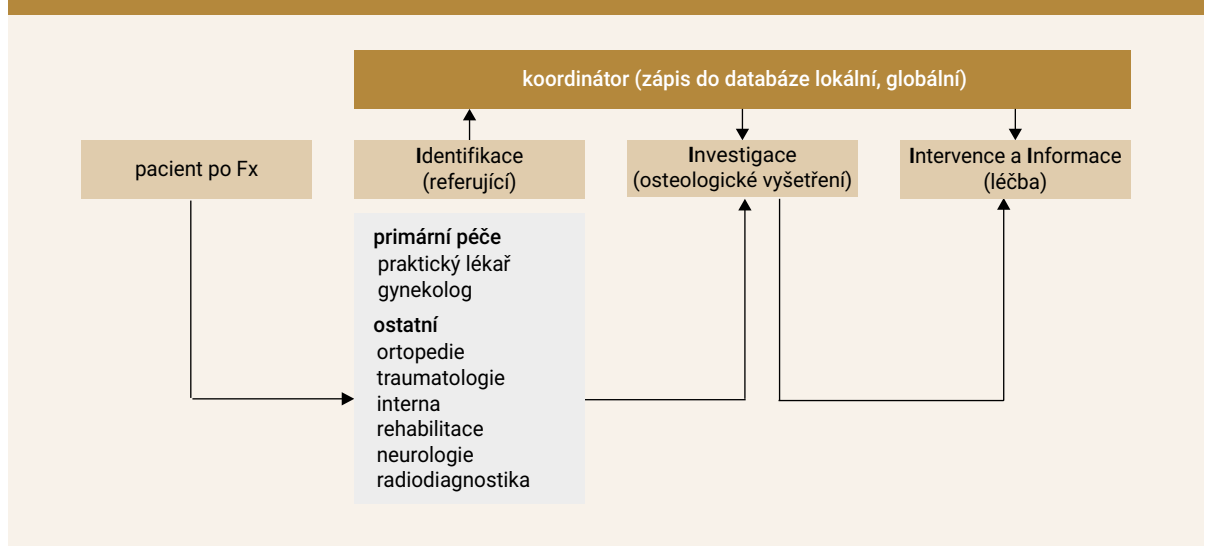 koordinátor (zápis do databáze lokální, globální)
pacient po Fx
Identifikace
(referující)
Investigace
(osteologické vyšetření)
Intervence a Informace
(léčba)
primární péče
praktický lékař
gynekolog
ostatní
ortopedie
traumatologie
interna
rehabilitace
neurologie
radiodiagnostika